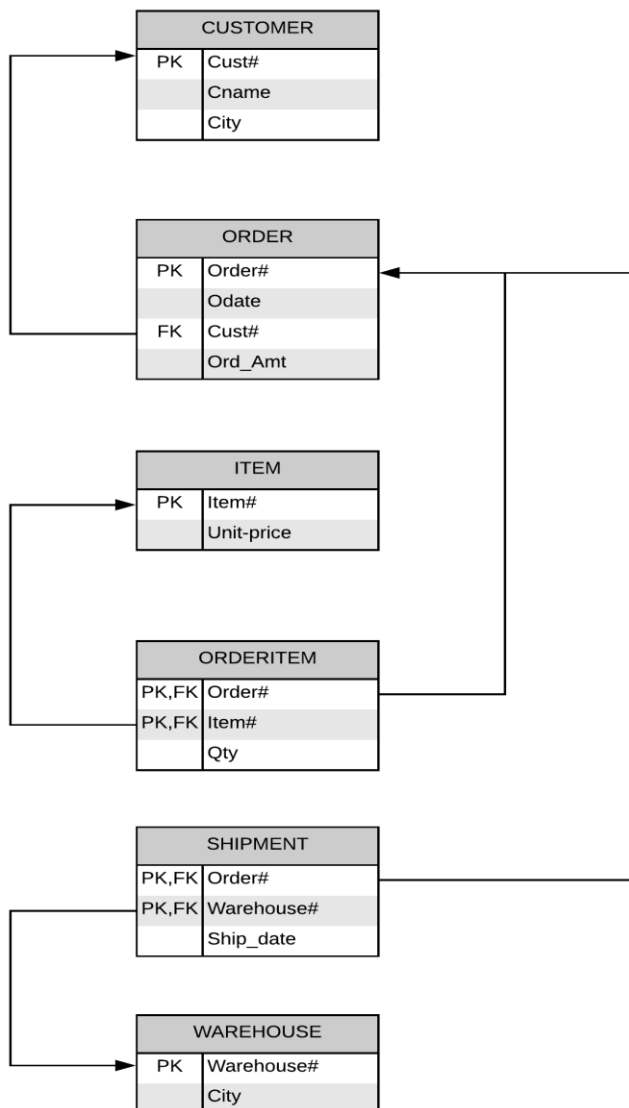 CUSTOMER
PK Cust#
Cname
City
ORDER
PK Order#
Odate
FK Cust#
Ord_Amt
ITEM
PK Item#
Unit-price
ORDERITEM
PK,FK Order#
PK,FK Item#
Qty
SHIPMENT
PK,FK Order#
PK,FK Warehouse#
Ship_date
WAREHOUSE
PK Warehouse#
City